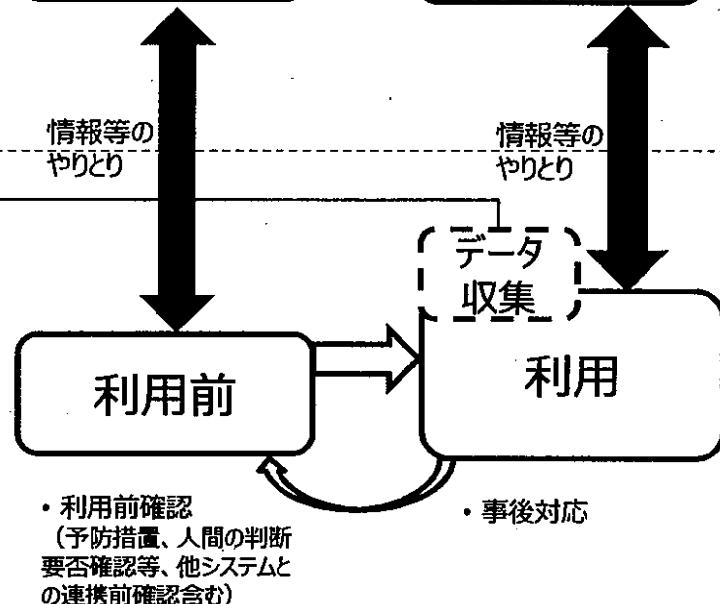 情報等の
やりとり
情報等の
やりとり
データ
収集
利用前
利用
・利用前確認
（予防措置、人間の判断
要否確認等、他システムと
の連携前確認含む）
・事後対応